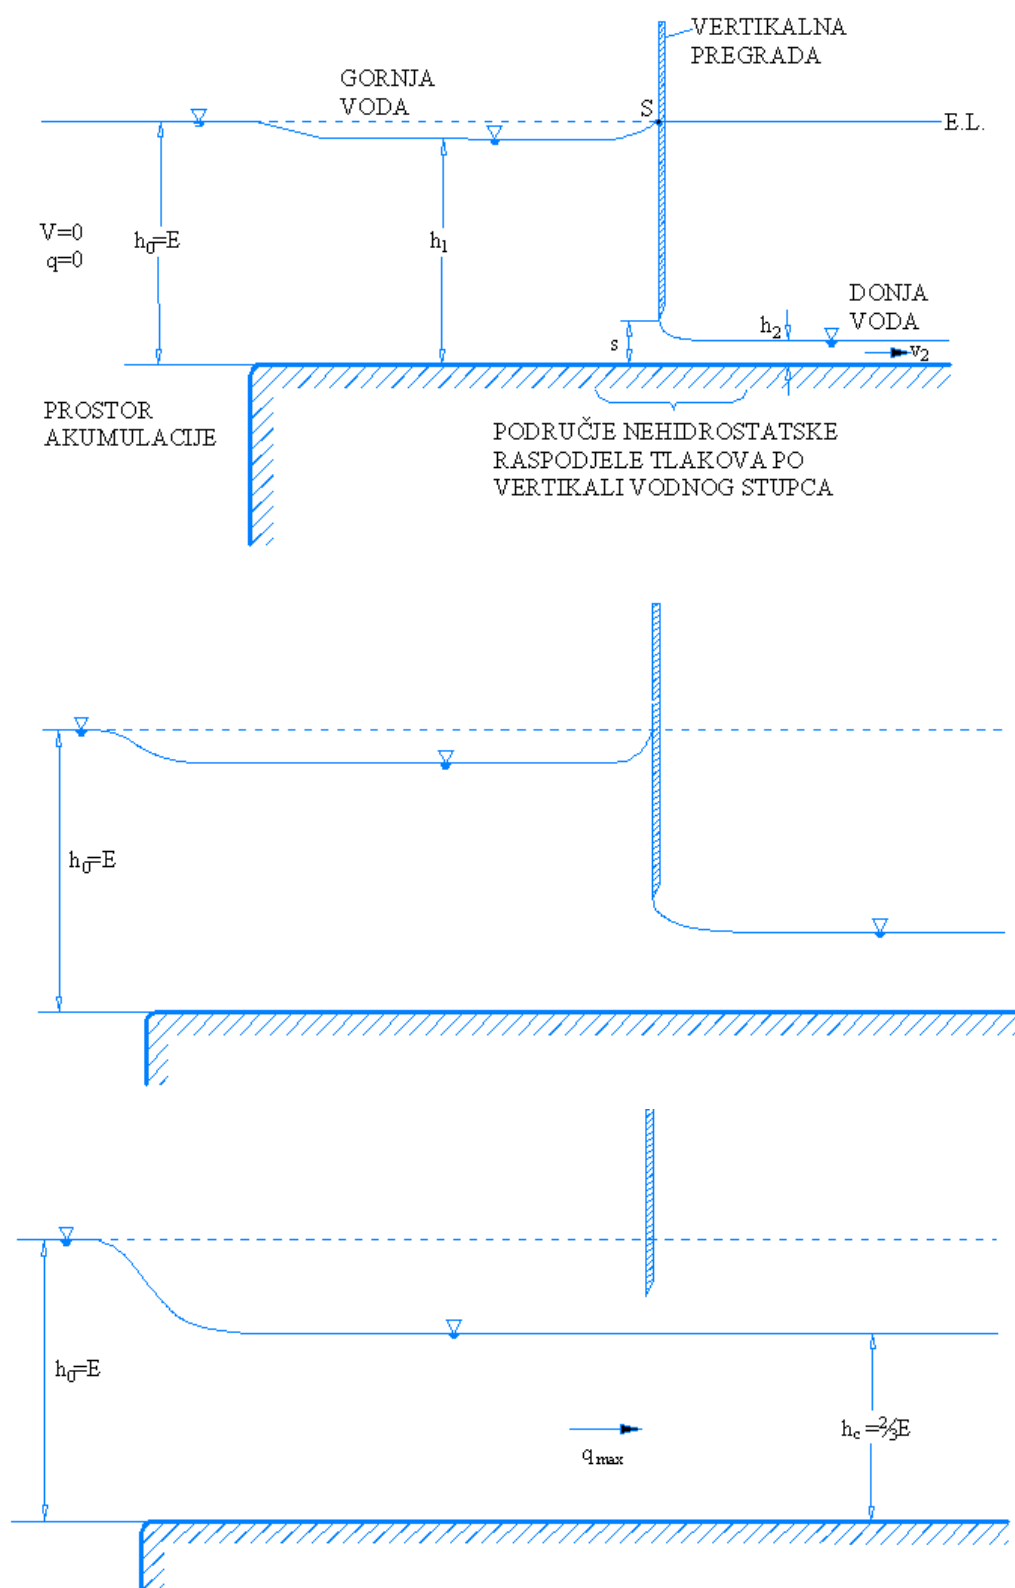 VERTIKALNA
PREGRADA
GORNJA
VODA
S
E.L.
V=0
q=0
h0=E
h1
DONJA
VODA
h2
s
v2
PROSTOR
AKUMULACIJE
PODRUČJE NEHIDROSTATSKE
RASPODJELE TLAKOVA PO
VERTIKALI VODNOG STUPCA
h0=E
h0=E
hc=⅔E
qmax